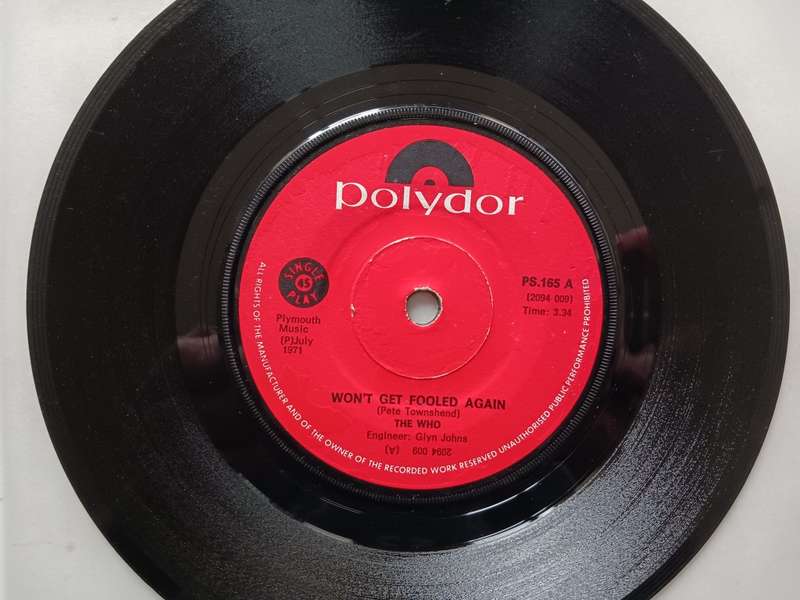 polydor
SINGLE
45
PLAY
PS.165 A
(2094 009)
Time: 3.34
Plymouth
Music
(P)July
1971
WON'T GET FOOLED AGAIN
(Pete Townshend)
THE WHO
Engineer: Glyn Johns
2094 009 (A)
ALL RIGHTS OF THE MANUFACTURER AND OF THE OWNER OF THE RECORDED WORK RESERVED UNAUTHORISED PUBLIC PERFORMANCE PROHIBITED